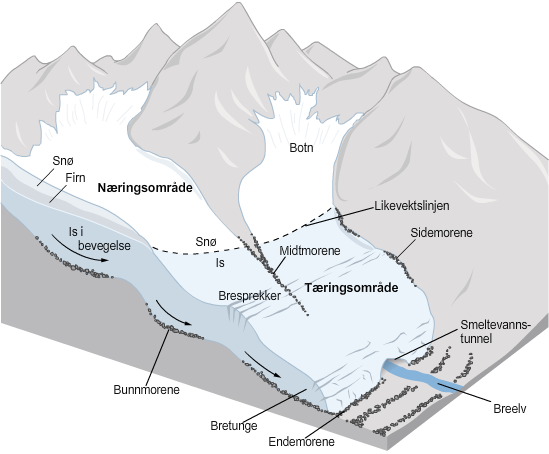 Botn
Snø
Firn
Næringsområde
Likevektslinjen
Is i
bevegelse
Snø
Is
Midtmorene
Sidemorene
Bresprekker
Tæringsområde
Smeltevanns-
tunnel
Bunnmorene
Breelv
Bretunge
Endemorene